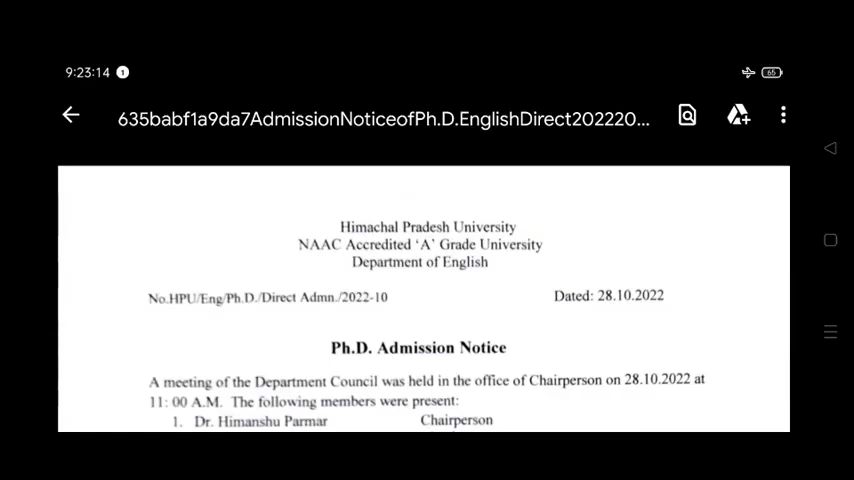 9:23:14 1
65
635babf1a9da7AdmissionNoticeofPh.D.EnglishDirect202220...
Himachal Pradesh University
NAAC Accredited ‘A’ Grade University
Department of English
No.HPU/Eng/Ph.D./Direct Admn./2022-10 Dated: 28.10.2022
Ph.D. Admission Notice
A meeting of the Department Council was held in the office of Chairperson on 28.10.2022 at
11: 00 A.M. The following members were present:
1. Dr. Himanshu Parmar Chairperson